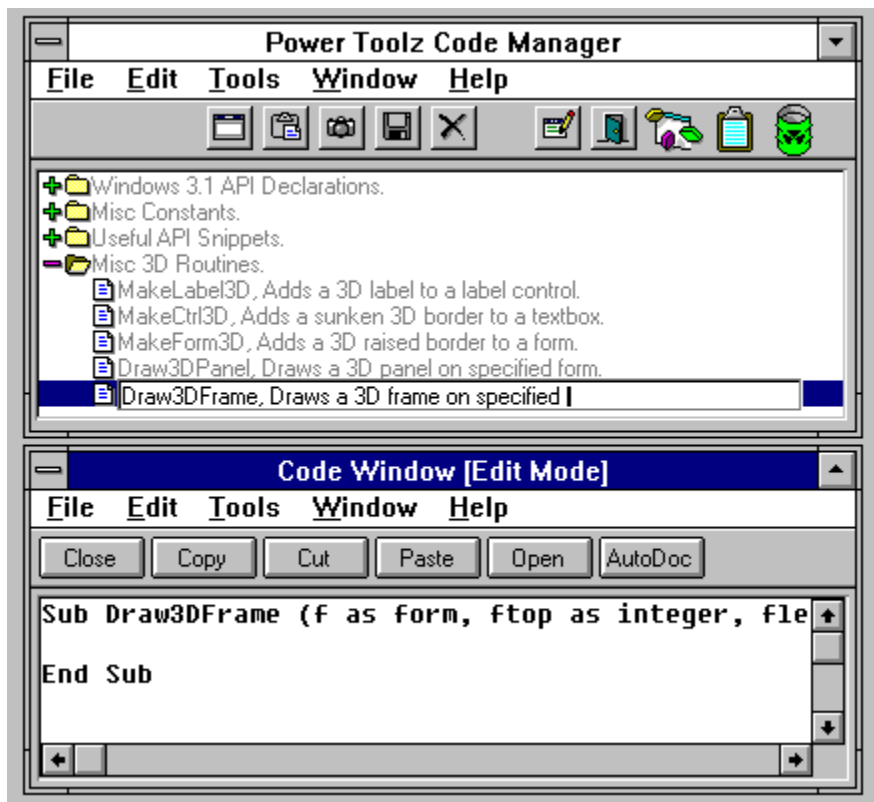 Power Toolz Code Manager
File Edit Tools Window Help
Windows 3.1 API Declarations.
Misc Constants.
Useful API Snippets.
Misc 3D Routines.
MakeLabel3D, Adds a 3D label to a label control.
MakeCtrl3D, Adds a sunken 3D border to a textbox.
MakeForm3D, Adds a 3D raised border to a form.
Draw3DPanel, Draws a 3D panel on specified form.
Draw3DFrame, Draws a 3D frame on specified
Code Window [Edit Mode]
File Edit Tools Window Help
Close Copy Cut Paste Open AutoDoc
Sub Draw3DFrame (f as form, ftop as integer, fle
End Sub